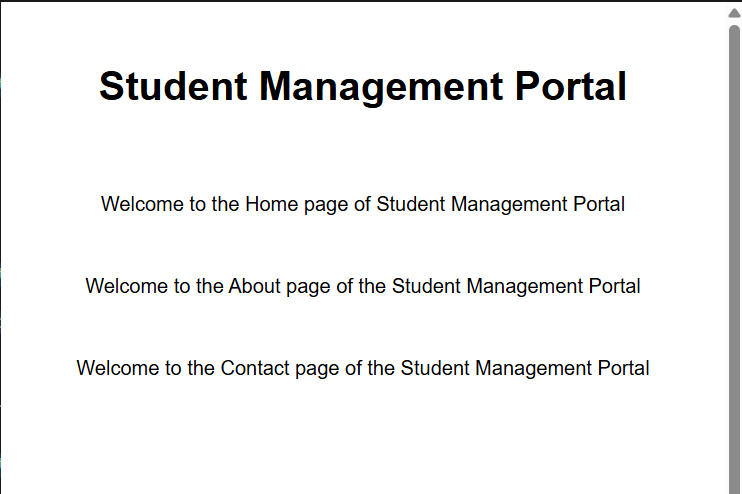 Student Management Portal
Welcome to the Home page of Student Management Portal
Welcome to the About page of the Student Management Portal
Welcome to the Contact page of the Student Management Portal